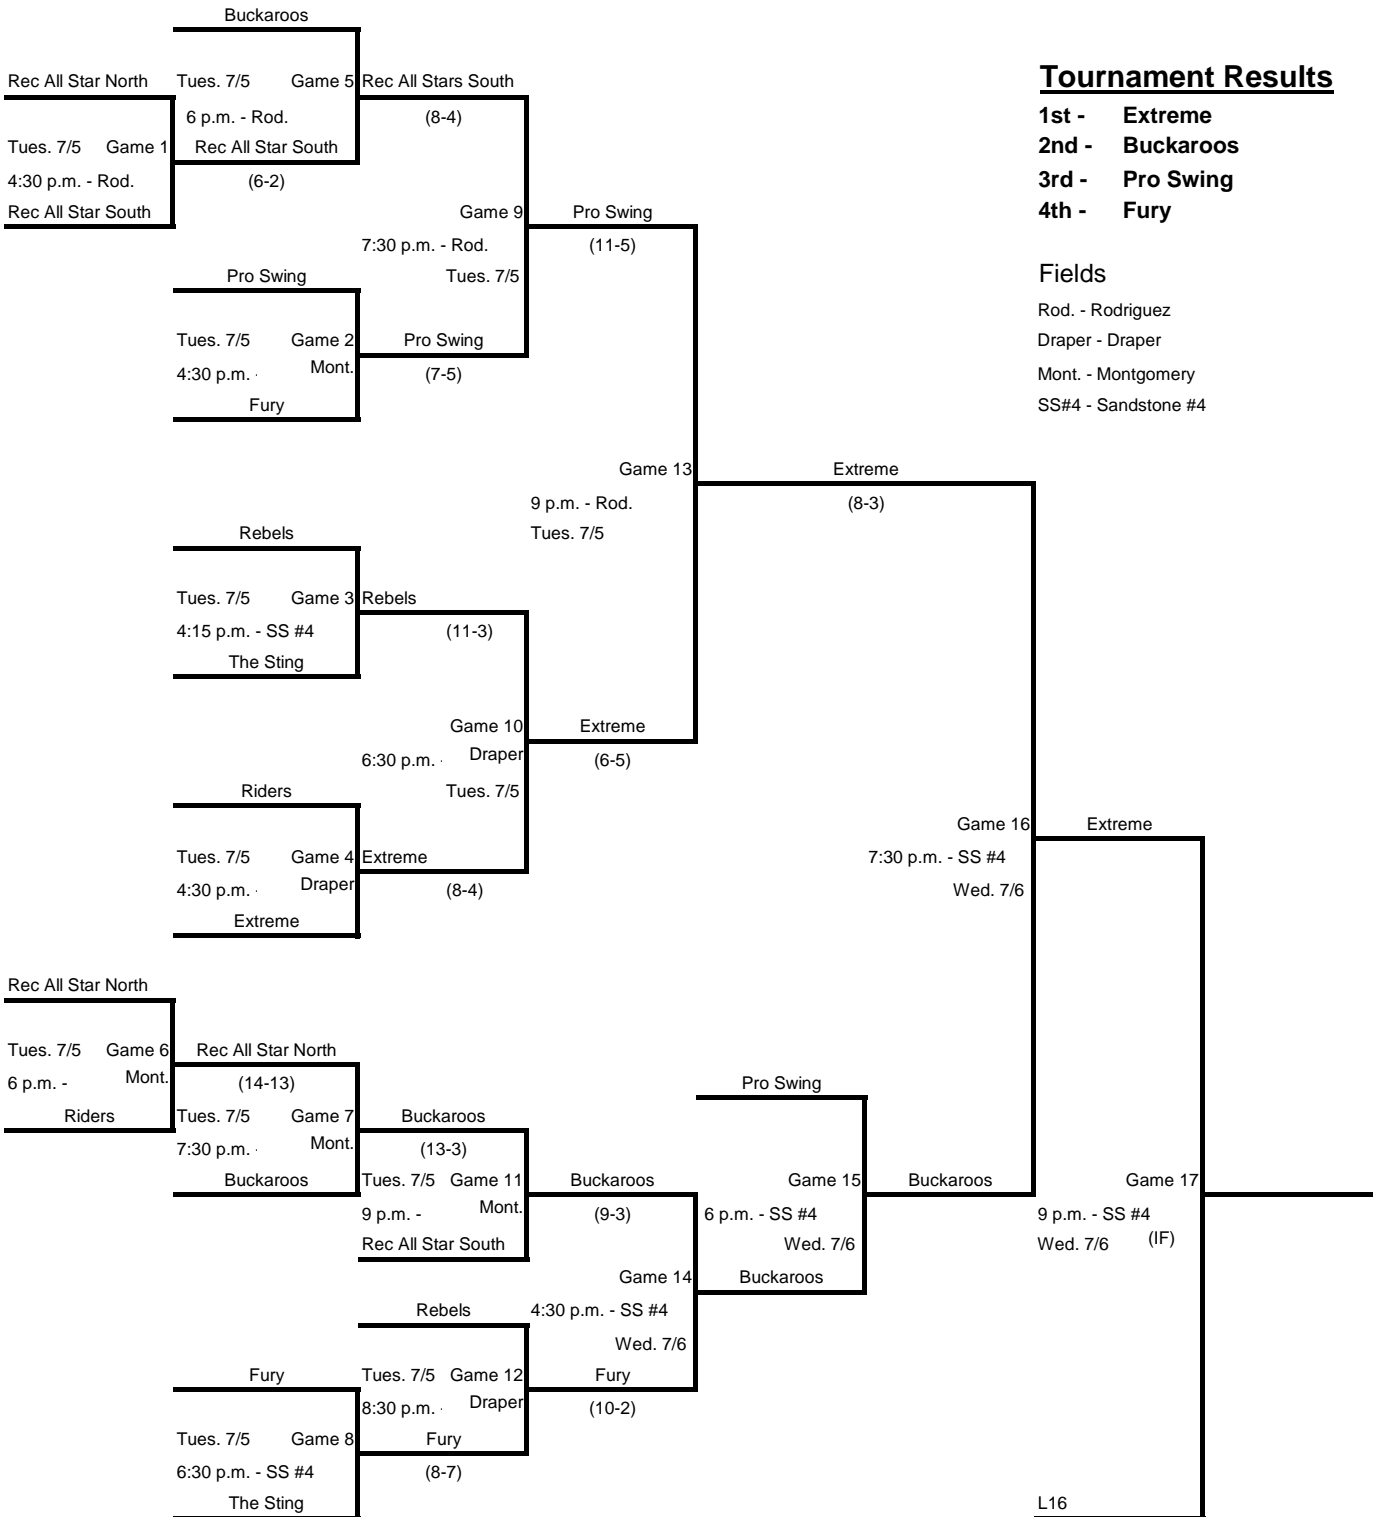 Buckaroos
Rec All Star North
Tues. 7/5 Game 5
Rec All Stars South
6 p.m. - Rod.
(8-4)
Tues. 7/5 Game 1
Rec All Star South
4:30 p.m. - Rod.
(6-2)
Rec All Star South
Game 9
Pro Swing
7:30 p.m. - Rod.
(11-5)
Tues. 7/5
Pro Swing
Tues. 7/5 Game 2
Pro Swing
4:30 p.m. - Mont.
(7-5)
Fury
Tournament Results
1st - Extreme
2nd - Buckaroos
3rd - Pro Swing
4th - Fury
Fields
Rod. - Rodriguez
Draper - Draper
Mont. - Montgomery
SS#4 - Sandstone #4
Game 13
Extreme
9 p.m. - Rod.
(8-3)
Tues. 7/5
Rebels
Tues. 7/5 Game 3
Rebels
4:15 p.m. - SS #4
(11-3)
The Sting
Game 10
Extreme
6:30 p.m. - Draper
(6-5)
Tues. 7/5
Riders
Tues. 7/5 Game 4
Extreme
4:30 p.m. - Draper
(8-4)
Extreme
Game 16
Extreme
7:30 p.m. - SS #4
Wed. 7/6
Rec All Star North
Tues. 7/5 Game 6
Rec All Star North
6 p.m. - Mont.
(14-13)
Riders
Tues. 7/5 Game 7
Buckaroos
7:30 p.m. - Mont.
(13-3)
Buckaroos
Tues. 7/5 Game 11
Buckaroos
9 p.m. - Mont.
(9-3)
Rec All Star South
Pro Swing
Game 15
Buckaroos
6 p.m. - SS #4
Wed. 7/6
Game 14
Buckaroos
4:30 p.m. - SS #4
Wed. 7/6
Game 17
9 p.m. - SS #4
Wed. 7/6 (IF)
Rebels
Fury
Tues. 7/5 Game 12
Fury
8:30 p.m. - Draper
(10-2)
Tues. 7/5 Game 8
Fury
6:30 p.m. - SS #4
(8-7)
The Sting
L16